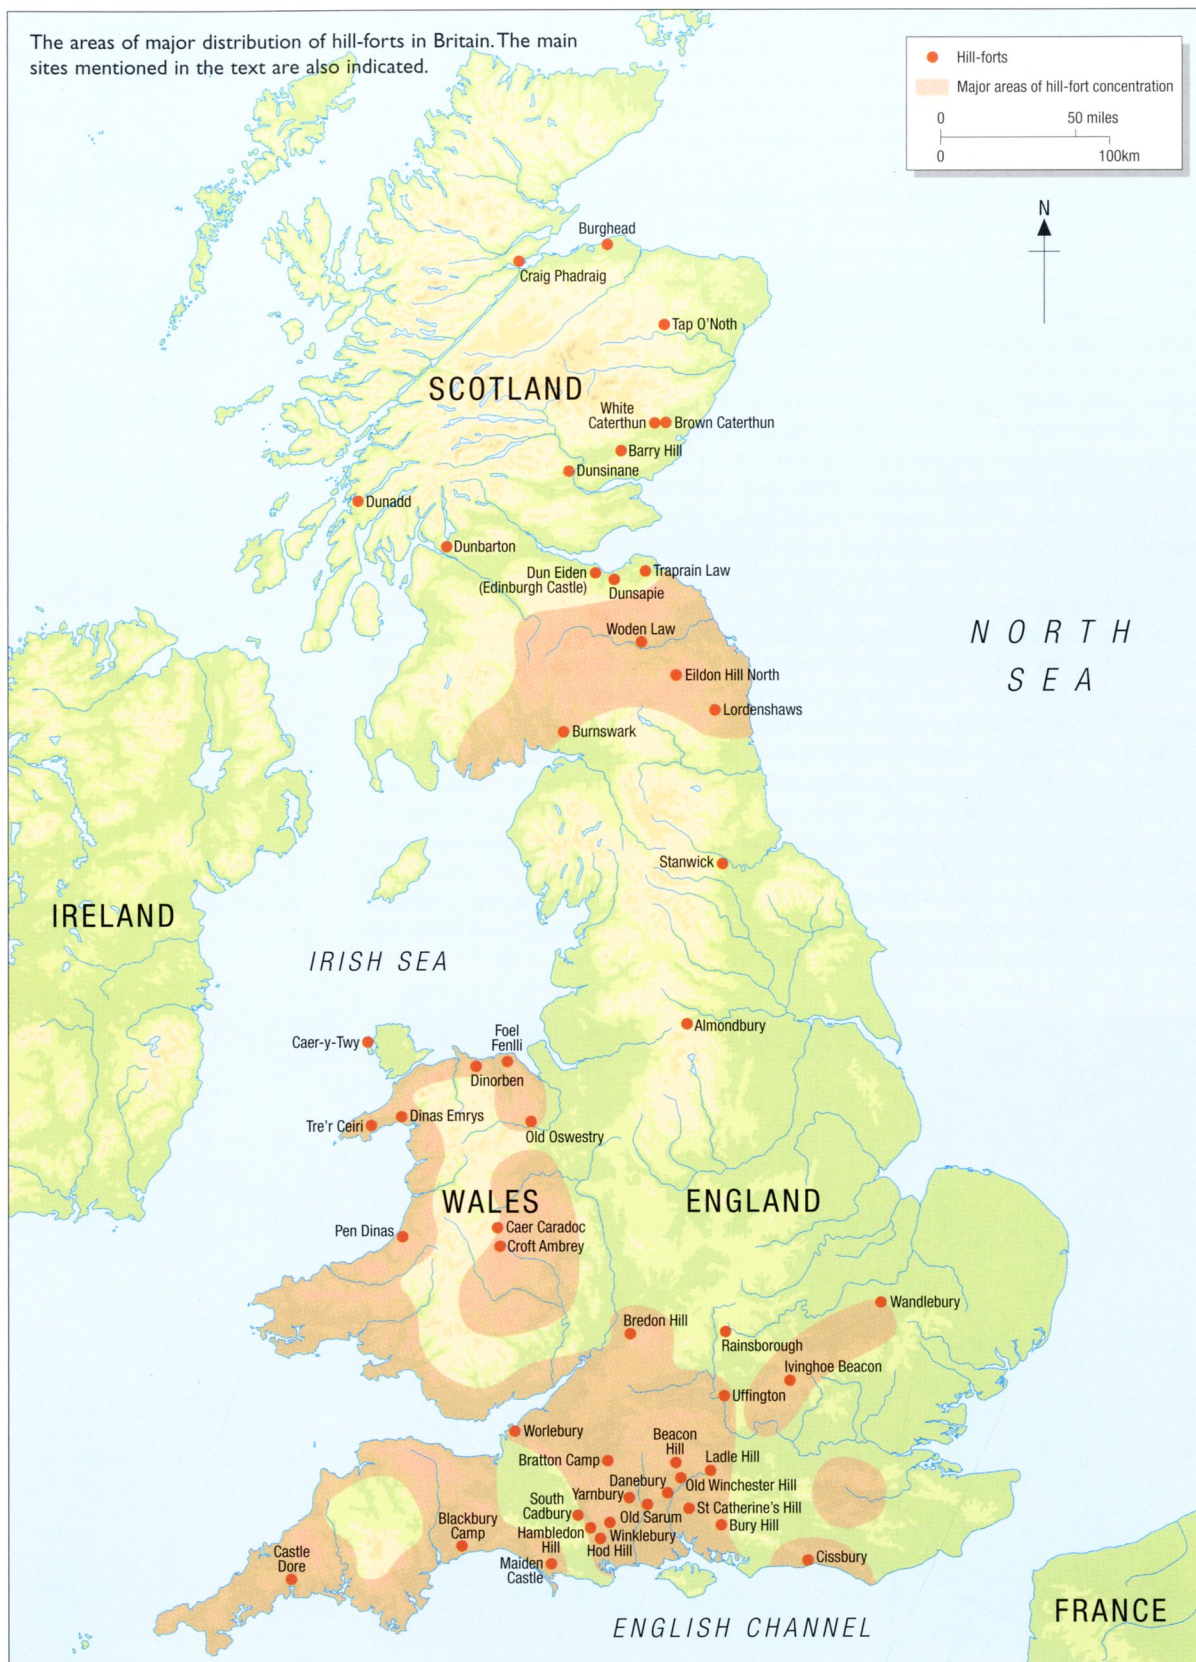 The areas of major distribution of hill-forts in Britain. The main
sites mentioned in the text are also indicated.
Hill-forts
Major areas of hill-fort concentration
0
50 miles
0
100km
N
Burghead
Craig Phadraig
Tap O'Noth
SCOTLAND
White
Caterthun
Brown Caterthun
Barry Hill
Dunsinane
Dunadd
Dunbarton
Dun Eiden
(Edinburgh Castle)
Traprain Law
Dunsapie
Woden Law
NORTH
SEA
Eildon Hill North
Lordenshaws
Burnswark
Stanwick
IRELAND
IRISH SEA
Almondbury
Caer-y-Twy
Foel
Fenlli
Dinorben
Dinas Emrys
Tre'r Ceiri
Old Oswestry
WALES
ENGLAND
Pen Dinas
Caer Caradoc
Croft Ambrey
Wandlebury
Bredon Hill
Rainsborough
Ivinghoe Beacon
Uffington
Worlebury
Beacon
Hill
Bratton Camp
Ladle Hill
Danebury
Old Winchester Hill
Yarnbury
South
Cadbury
St Catherine's Hill
Old Sarum
Blackbury
Camp
Hambledon
Hill
Winklebury
Bury Hill
Hod Hill
Castle
Dore
Maiden
Castle
Cissbury
FRANCE
ENGLISH CHANNEL